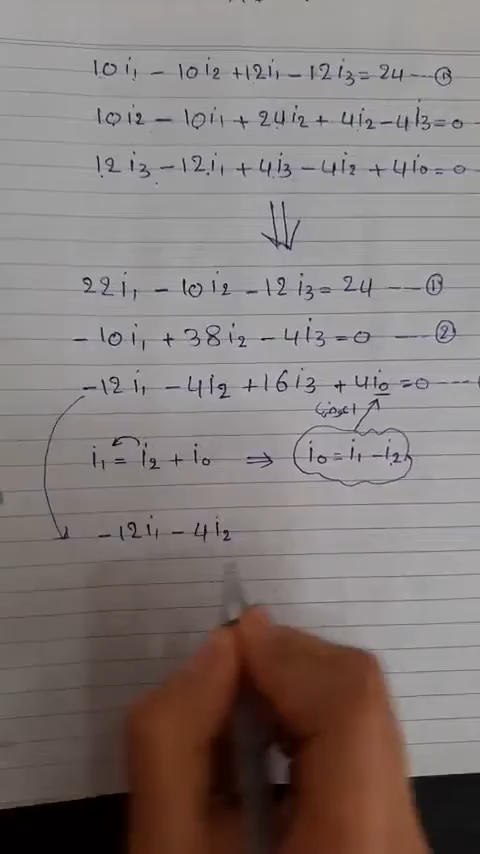 10i₁ - 10i₂ + 12i₁ - 12i₃ = 24 — ①
10i₂ - 10i₁ + 24i₂ + 4i₂ - 4i₃ = 0 —
12i₃ - 12i₁ + 4i₃ - 4i₂ + 4i₀ = 0 —
⇓
22i₁ - 10i₂ - 12i₃ = 24 — ①
-10i₁ + 38i₂ - 4i₃ = 0 — ②
-12i₁ - 4i₂ + 16i₃ + 4i₀ = 0 —
i₁ = i₂ + i₀ ⇒ i₀ = i₁ - i₂
-12i₁ - 4i₂